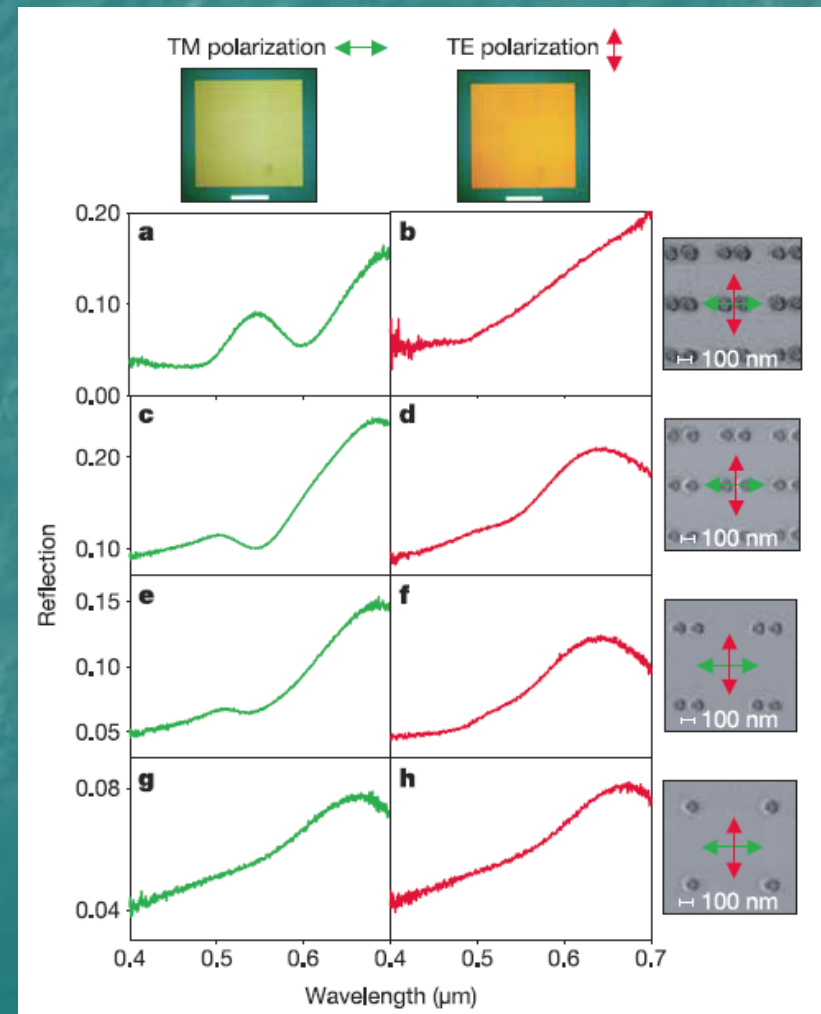 TM polarization TE polarization
0.20 a b
0.10
100 nm
0.00
c d
0.20
0.10
100 nm
Reflection
0.15 e f
0.10
0.05
100 nm
0.08 g h
0.04
100 nm
0.4 0.5 0.6 0.4 0.5 0.6 0.7
Wavelength (µm)